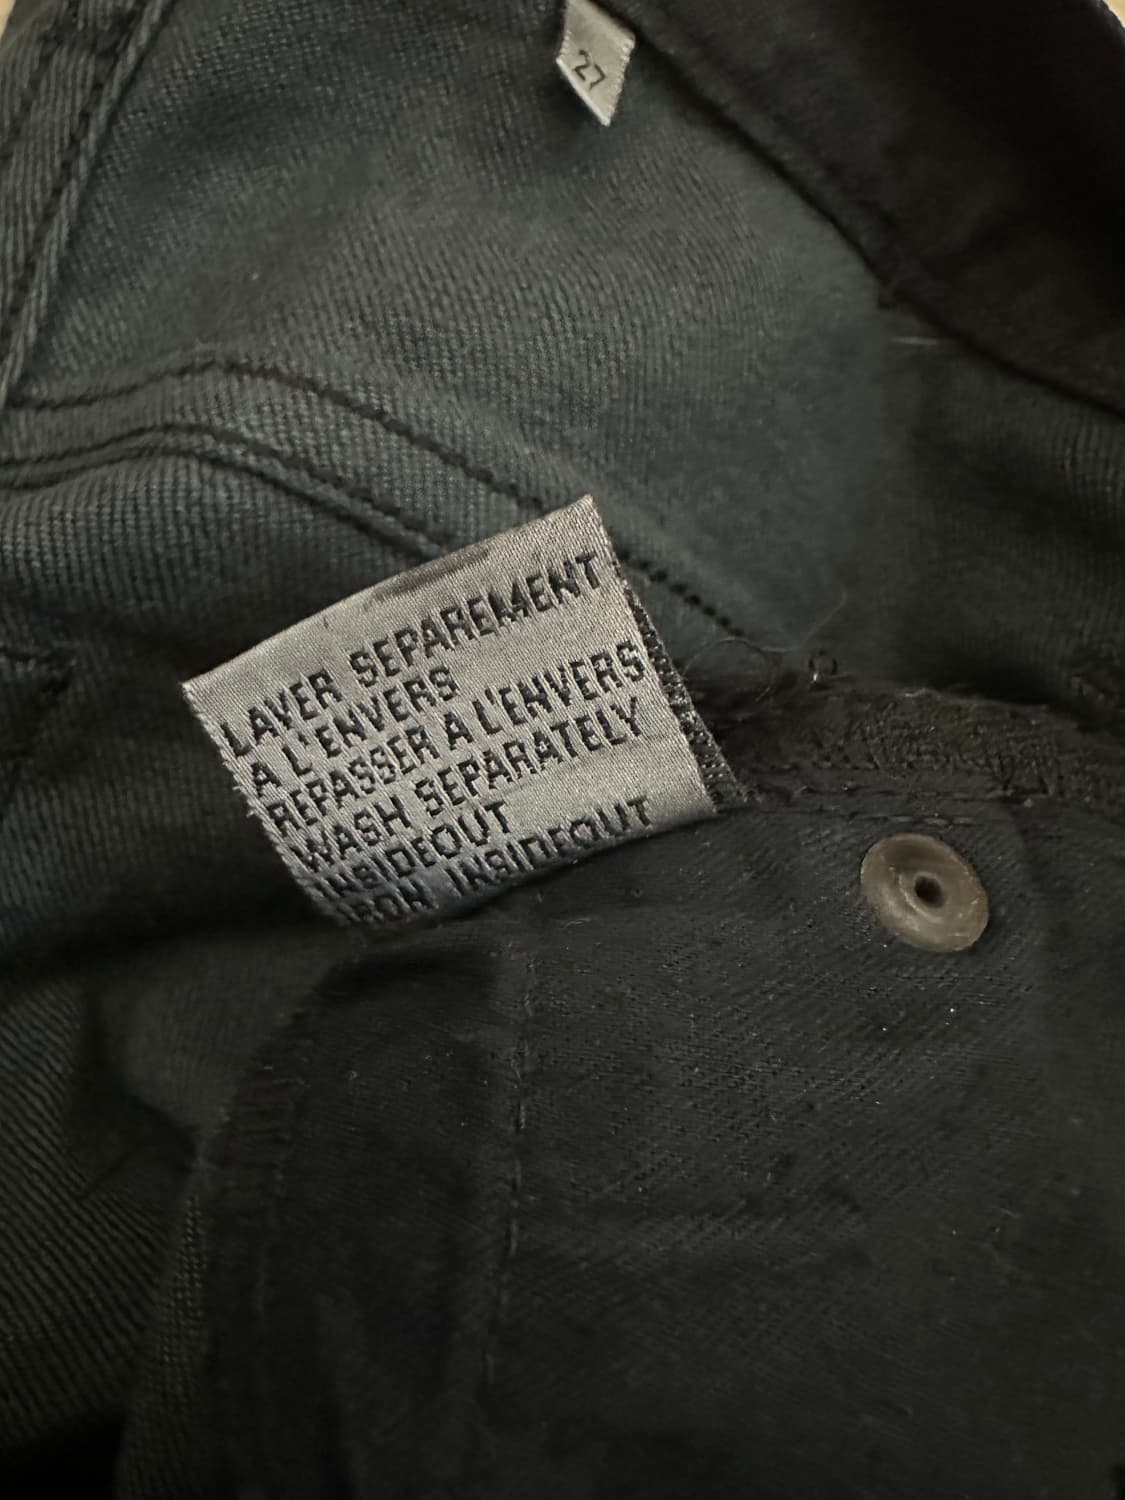 27
LAVER SEPAREMENT
A L'ENVERS
REPASSER A L'ENVERS
WASH SEPARATELY
INSIDEOUT
IRON INSIDEOUT